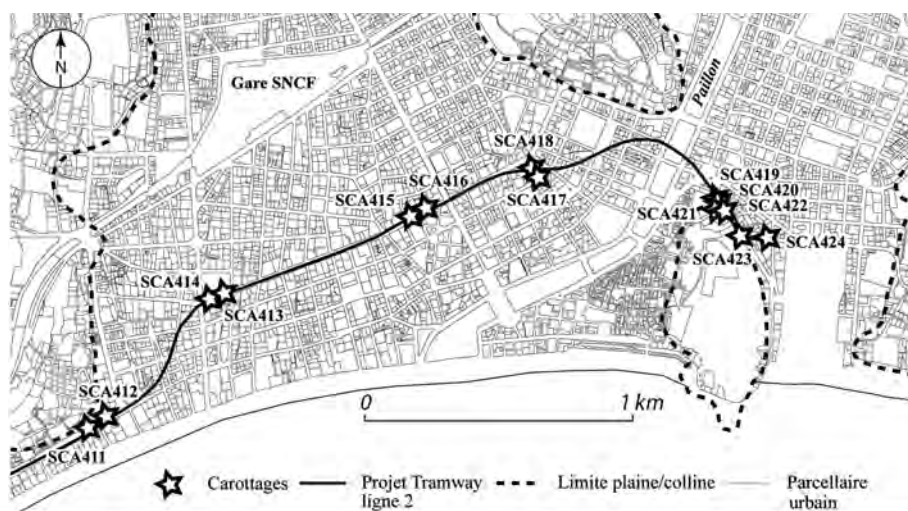 N
Gare SNCF
Paillon
SCA418
SCA419
SCA420
SCA422
SCA416
SCA415
SCA417
SCA421
SCA424
SCA423
SCA414
SCA413
SCA412
SCA411
0 1 km
Carottages
Projet Tramway
ligne 2
Limite plaine/colline
Parcellaire
urbain